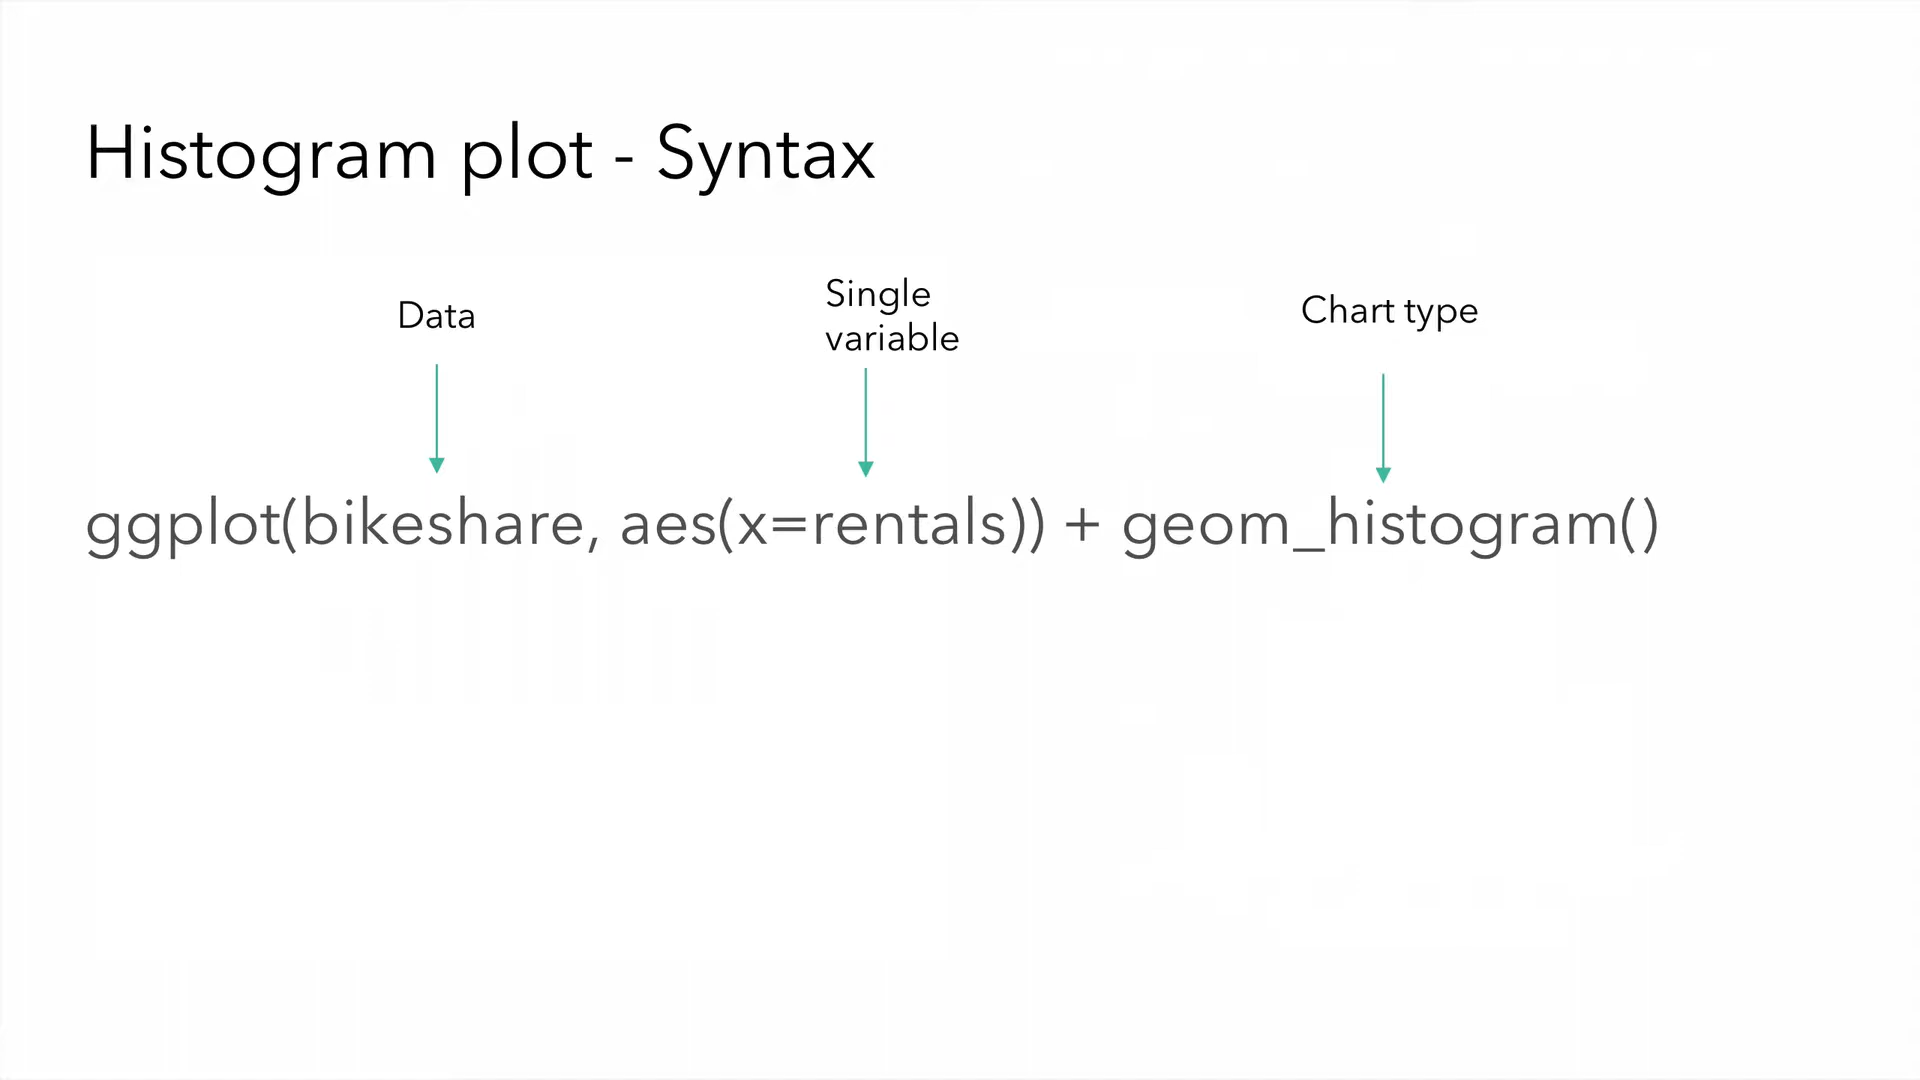 Histogram plot - Syntax
Data
Single
variable
Chart type
ggplot(bikeshare, aes(x=rentals)) + geom_histogram()